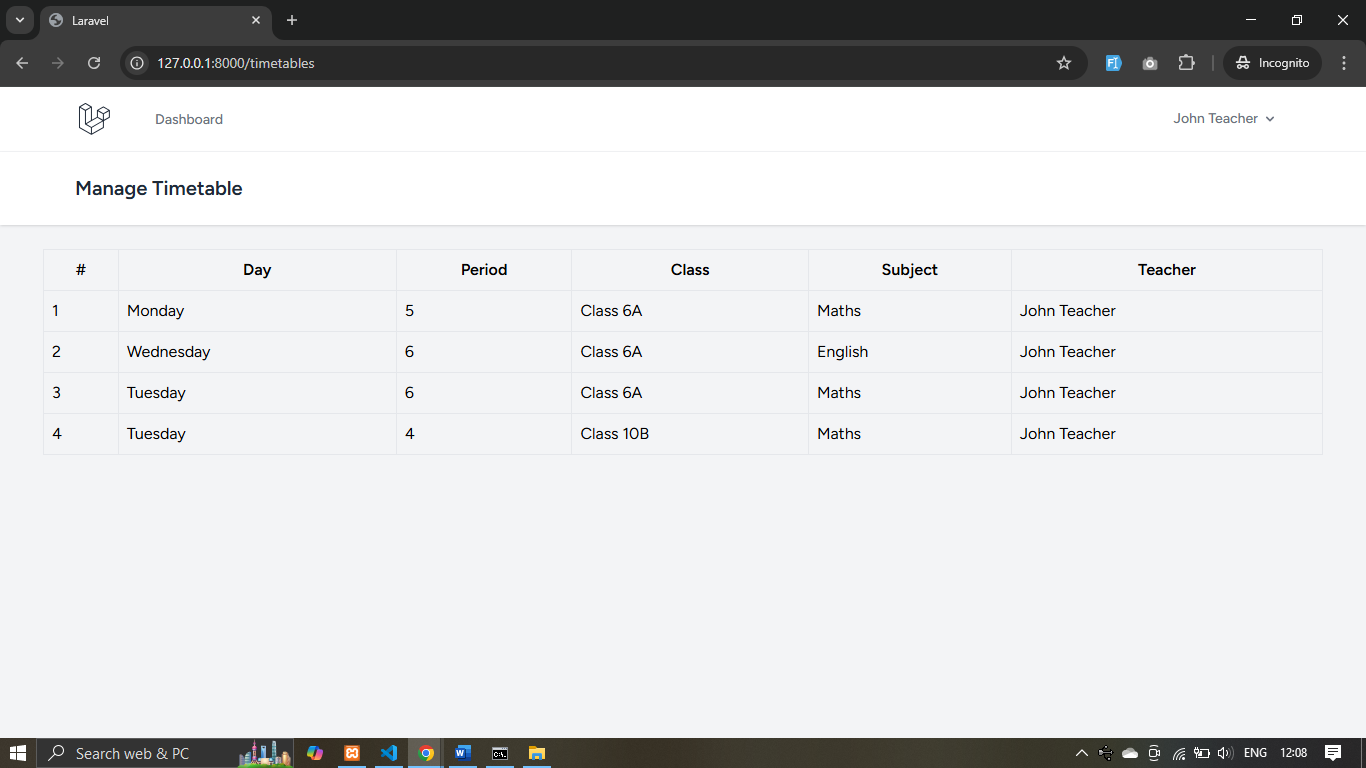 Laravel
127.0.0.1:8000/timetables
Incognito
Dashboard
John Teacher
Manage Timetable
# Day Period Class Subject Teacher
1 Monday 5 Class 6A Maths John Teacher
2 Wednesday 6 Class 6A English John Teacher
3 Tuesday 6 Class 6A Maths John Teacher
4 Tuesday 4 Class 10B Maths John Teacher
Search web & PC
ENG 12:08